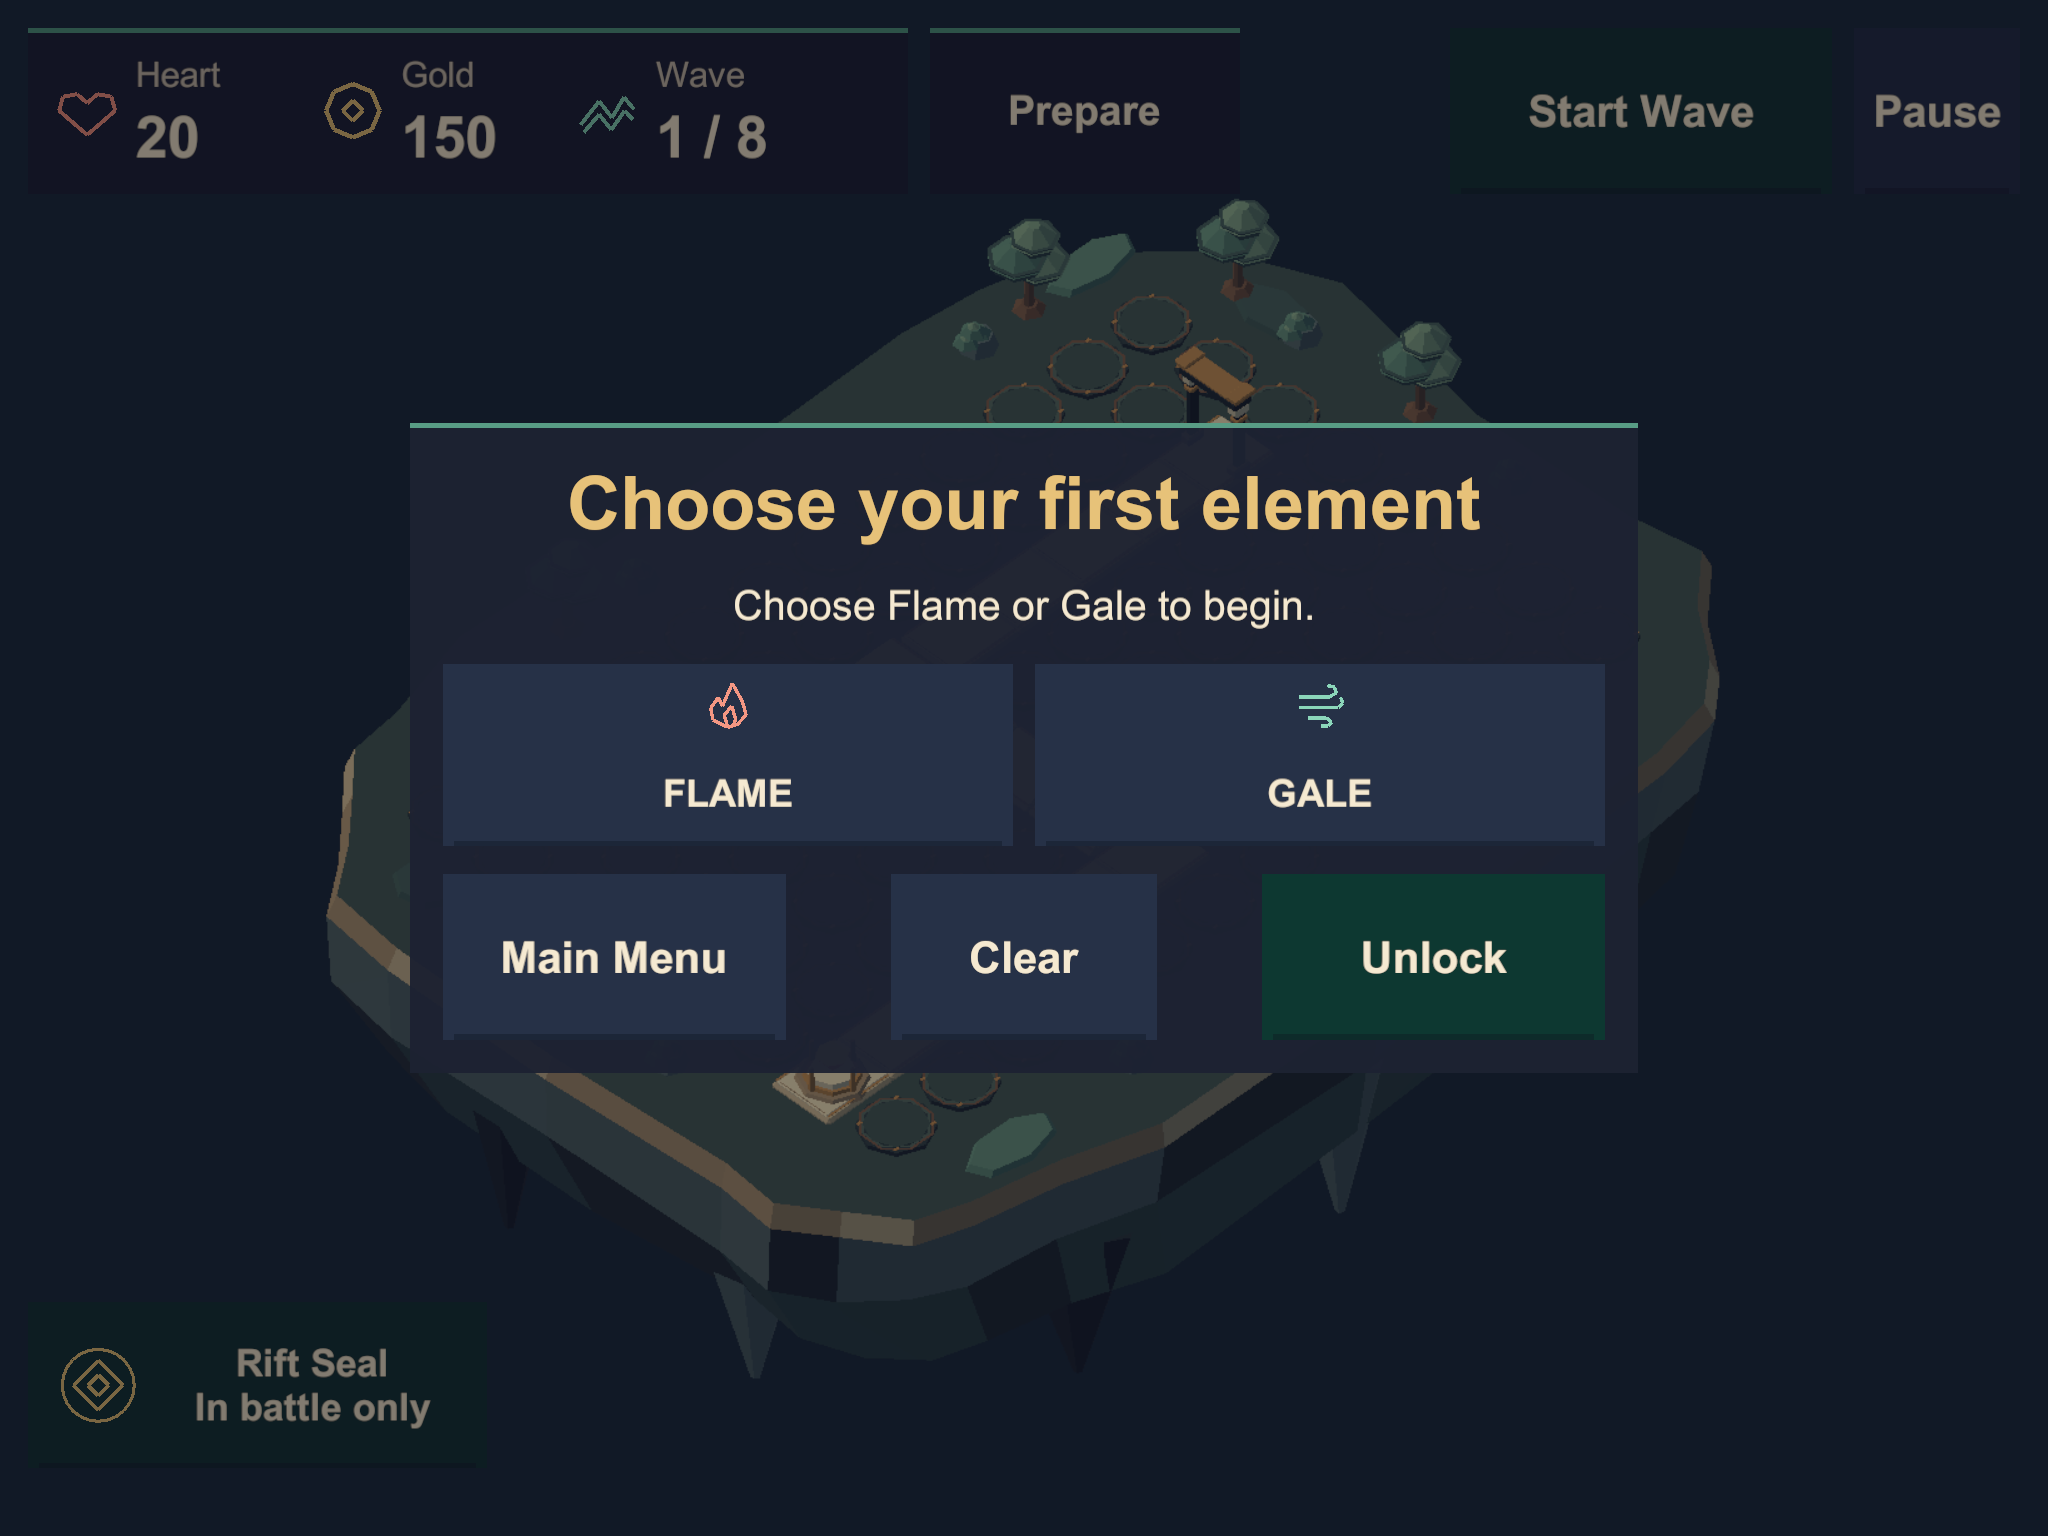 Heart
20
Gold
150
Wave
1 / 8
Prepare
Start Wave
Pause
Choose your first element
Choose Flame or Gale to begin.
FLAME
GALE
Main Menu
Clear
Unlock
Rift Seal
In battle only